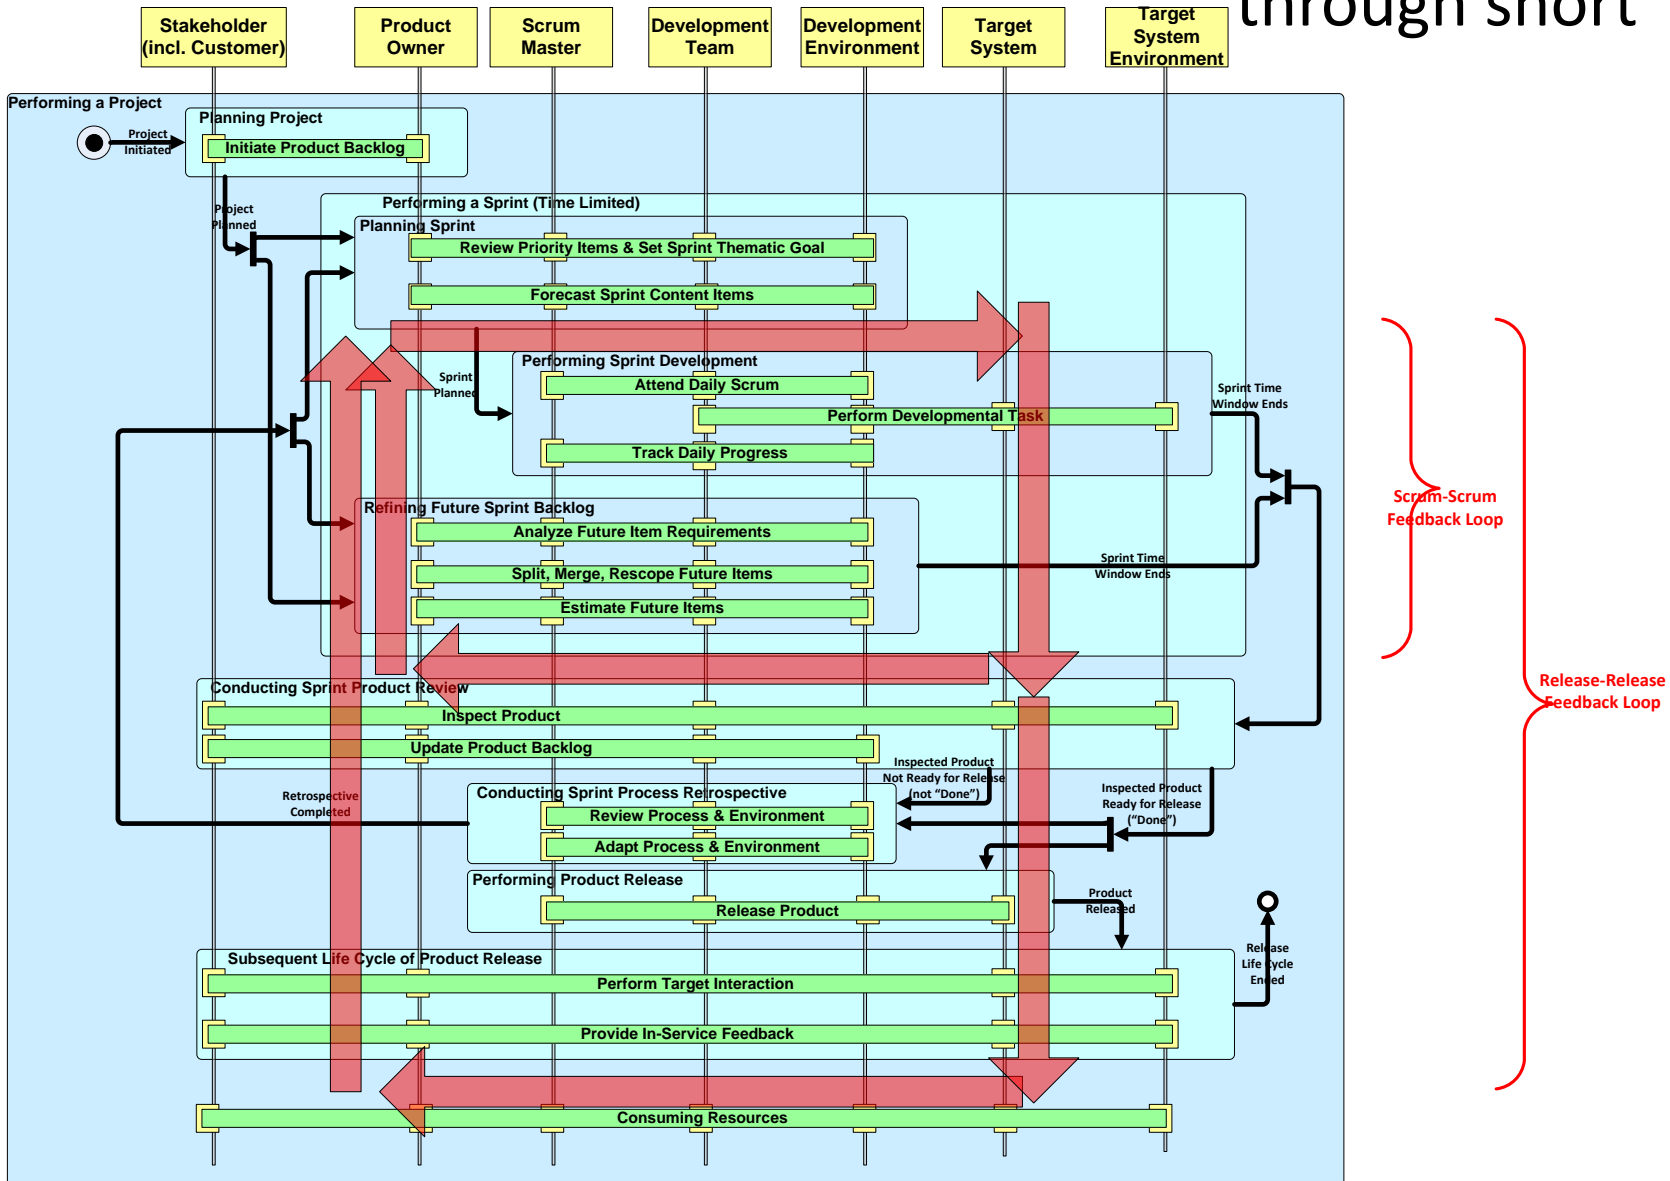 through short
Stakeholder
(incl. Customer)
Product
Owner
Scrum
Master
Development
Team
Development
Environment
Target
System
Target
System
Environment
Performing a Project
Planning Project
Project
Initiated
Initiate Product Backlog
Project
Planned
Performing a Sprint (Time Limited)
Planning Sprint
Review Priority Items & Set Sprint Thematic Goal
Forecast Sprint Content Items
Sprint
Planned
Performing Sprint Development
Attend Daily Scrum
Perform Developmental Task
Track Daily Progress
Sprint Time
Window Ends
Refining Future Sprint Backlog
Analyze Future Item Requirements
Split, Merge, Rescope Future Items
Estimate Future Items
Sprint Time
Window Ends
Scrum-Scrum
Feedback Loop
Release-Release
Feedback Loop
Conducting Sprint Product Review
Inspect Product
Update Product Backlog
Inspected Product
Not Ready for Release
(not “Done”)
Inspected Product
Ready for Release
(“Done”)
Retrospective
Completed
Conducting Sprint Process Retrospective
Review Process & Environment
Adapt Process & Environment
Performing Product Release
Release Product
Product
Released
Release
Life Cycle
Ended
Subsequent Life Cycle of Product Release
Perform Target Interaction
Provide In-Service Feedback
Consuming Resources